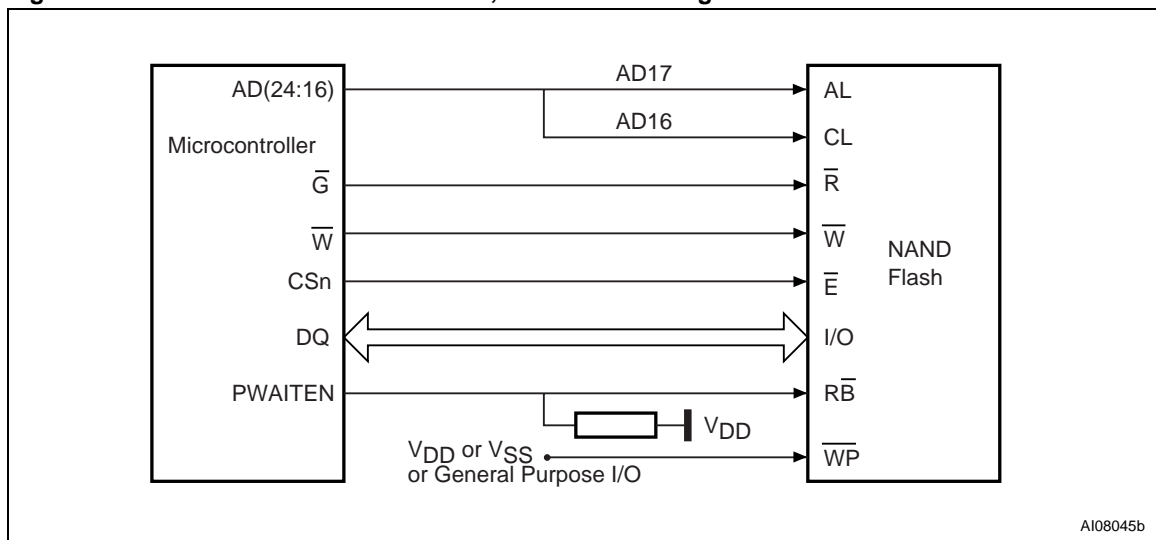 AD(24:16)
AD17
AL
AD16
CL
Microcontroller
G̅
R̅
W̅
W̅
NAND
Flash
CSn
E̅
DQ
I/O
PWAITEN
RB̅
VDD
VDD or VSS
or General Purpose I/O
W̅P̅
AI08045b